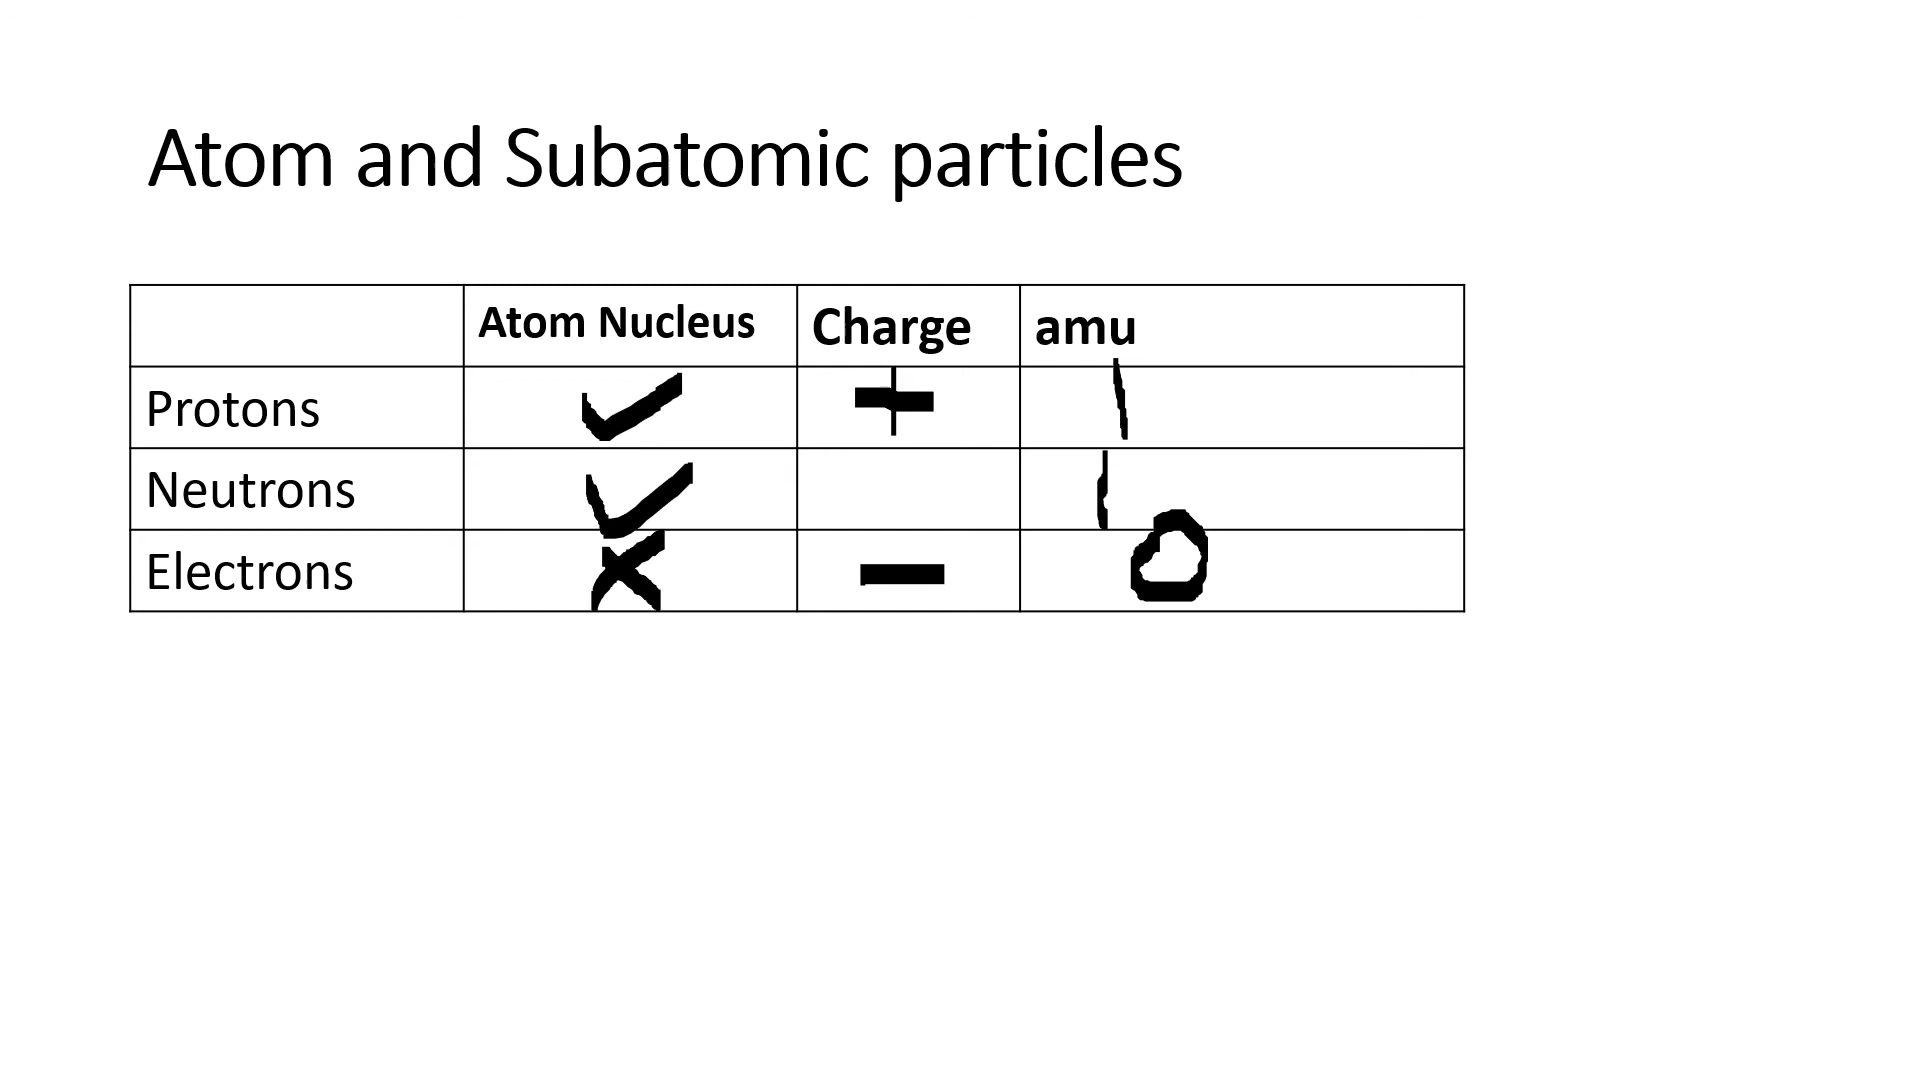 Atom and Subatomic particles
Atom Nucleus Charge amu
Protons ✓ + 1
Neutrons ✓ 1
Electrons ✗ - 0